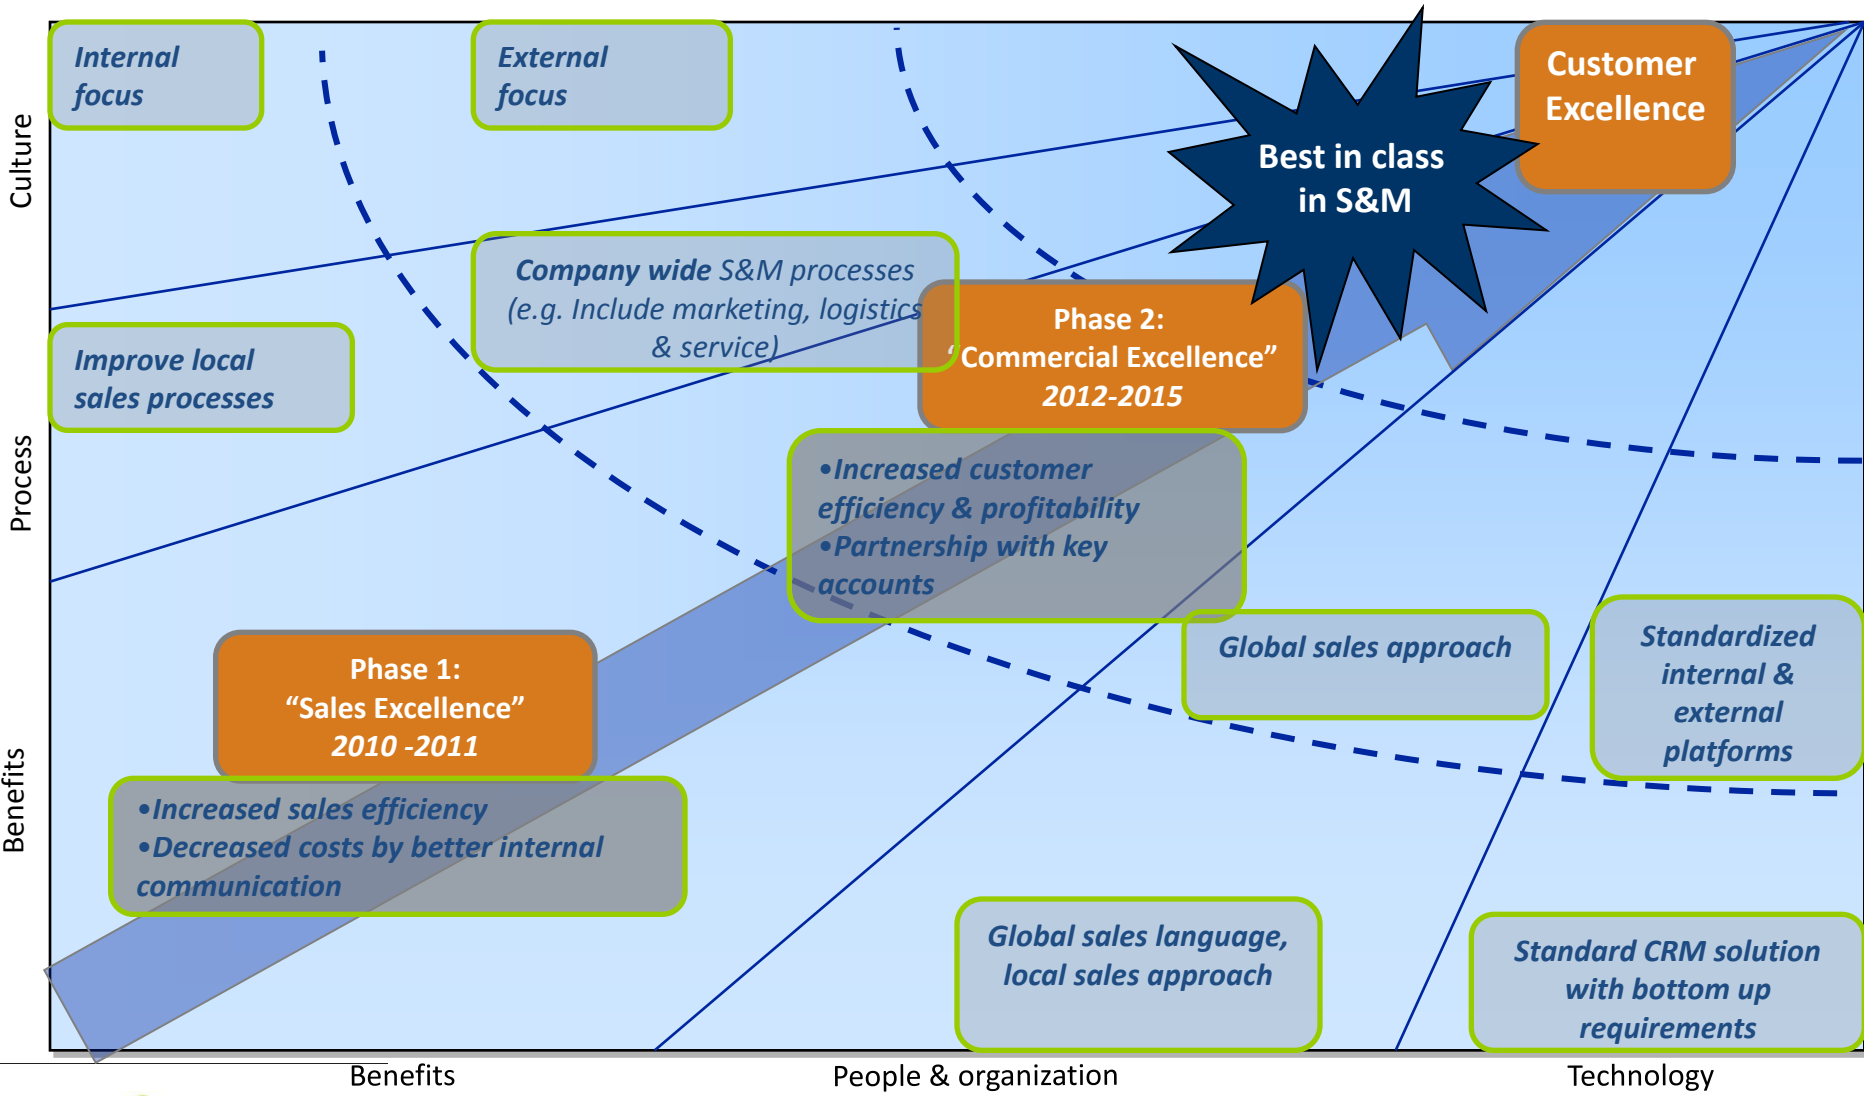 Internal
focus
External
focus
Customer
Excellence
Best in class
in S&M
Culture
Company wide S&M processes
(e.g. Include marketing, logistics
& service)
Phase 2:
“Commercial Excellence”
2012-2015
Improve local
sales processes
Process
•Increased customer
efficiency & profitability
•Partnership with key
accounts
Global sales approach
Standardized
internal &
external
platforms
Phase 1:
“Sales Excellence”
2010 -2011
Benefits
•Increased sales efficiency
•Decreased costs by better internal
communication
Global sales language,
local sales approach
Standard CRM solution
with bottom up
requirements
Benefits
People & organization
Technology